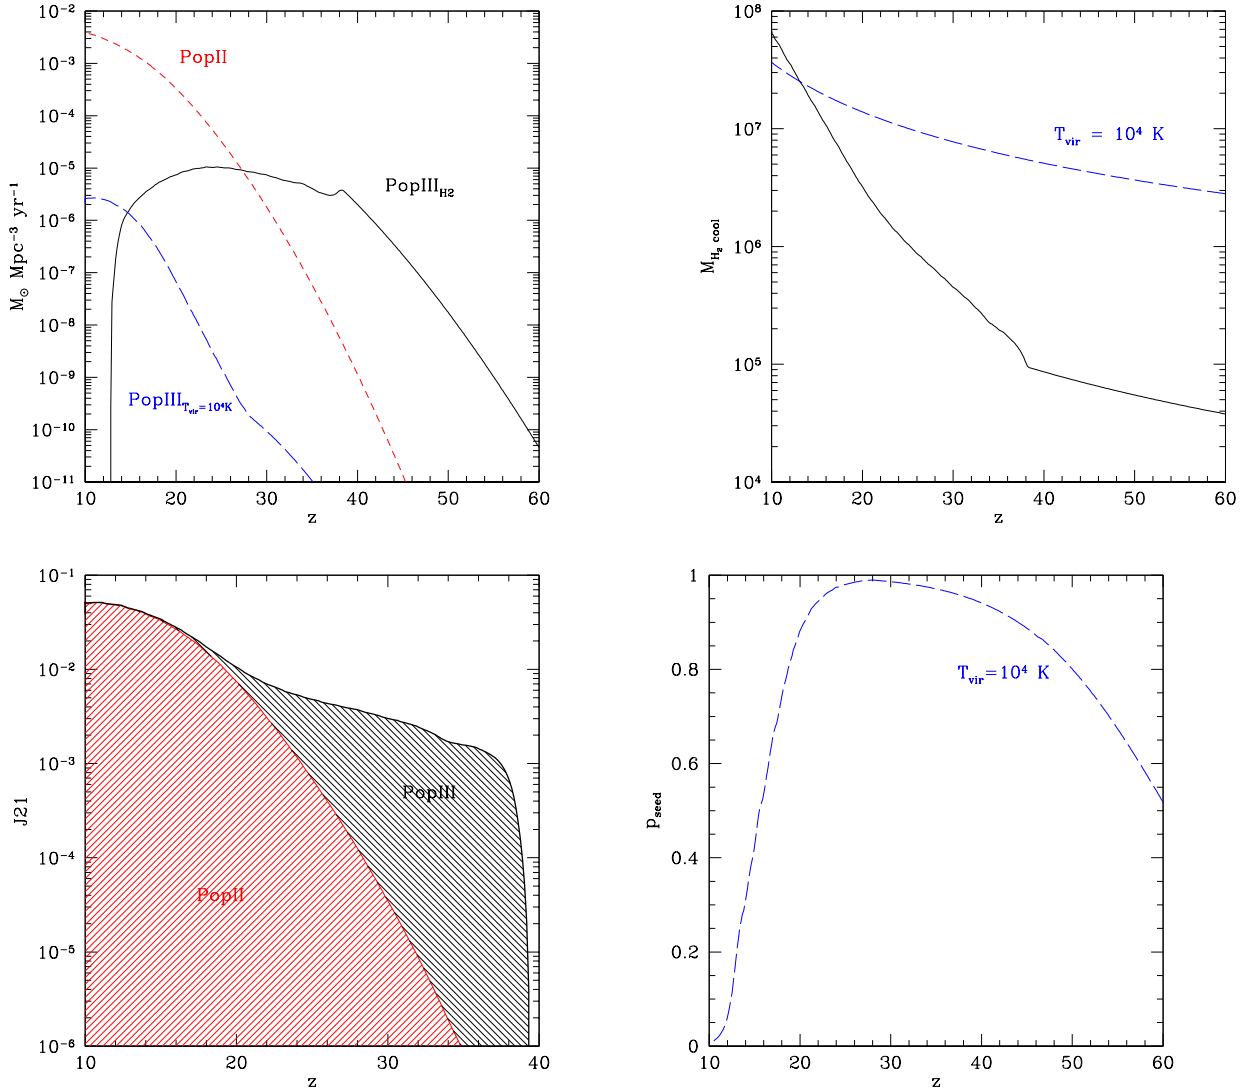 10⁻²
10⁻³
10⁻⁴
10⁻⁵
10⁻⁶
10⁻⁷
10⁻⁸
10⁻⁹
10⁻¹⁰
10⁻¹¹
M⊙ Mpc⁻³ yr⁻¹
PopII
PopIII_H2
PopIII_Tvir=10⁴K
10 20 30 40 50 60
z
10⁸
10⁷
10⁶
10⁵
10⁴
M_H₂ cool
T_vir = 10⁴ K
10 20 30 40 50 60
z
10⁻¹
10⁻²
10⁻³
10⁻⁴
10⁻⁵
10⁻⁶
J21
PopIII
PopII
10 20 30 40
z
1
0.8
0.6
0.4
0.2
0
p_seed
T_vir=10⁴ K
10 20 30 40 50 60
z